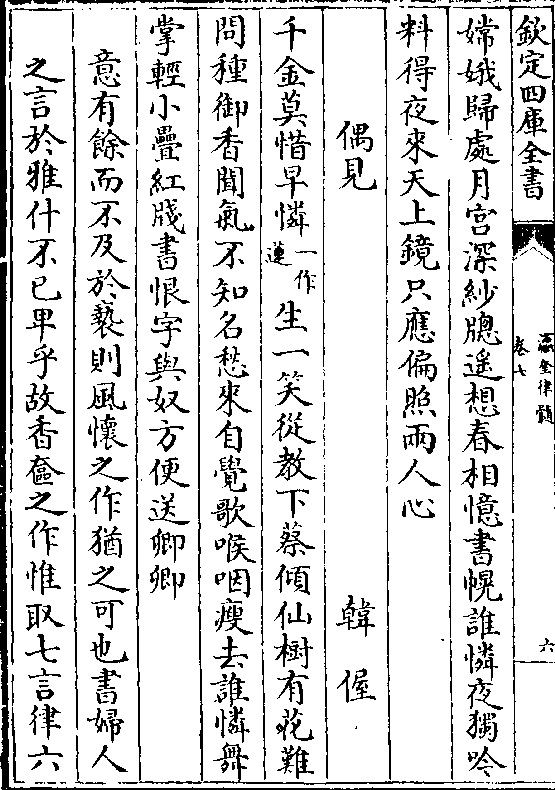 欽定四庫全書
瀛奎律髓
卷七
六
嫦娥歸處月宮深紗牕遥想春相憶書幌誰憐夜獨吟
料得夜來天上鏡只應偏照兩人心
偶見 韓偓
千金莫惜早憐一作蓮生一笑從教下蔡傾仙樹有花難
問種御香聞氣不知名愁來自覺歌喉咽瘦去誰憐舞
掌輕小疊紅牋書恨字與奴方便送卿卿
意有餘而不及於䙝則風懷之作猶之可也書婦人
之言於雅什不已卑乎故香奩之作惟取七言律六